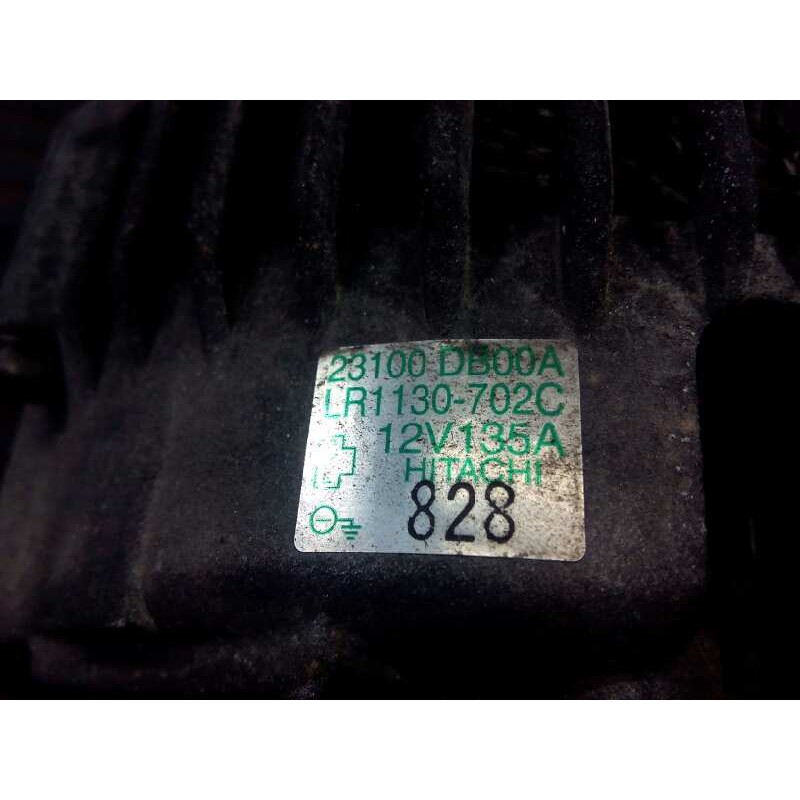 23100 DB00A
LR1130-702C
12V135A
HITACHI
828